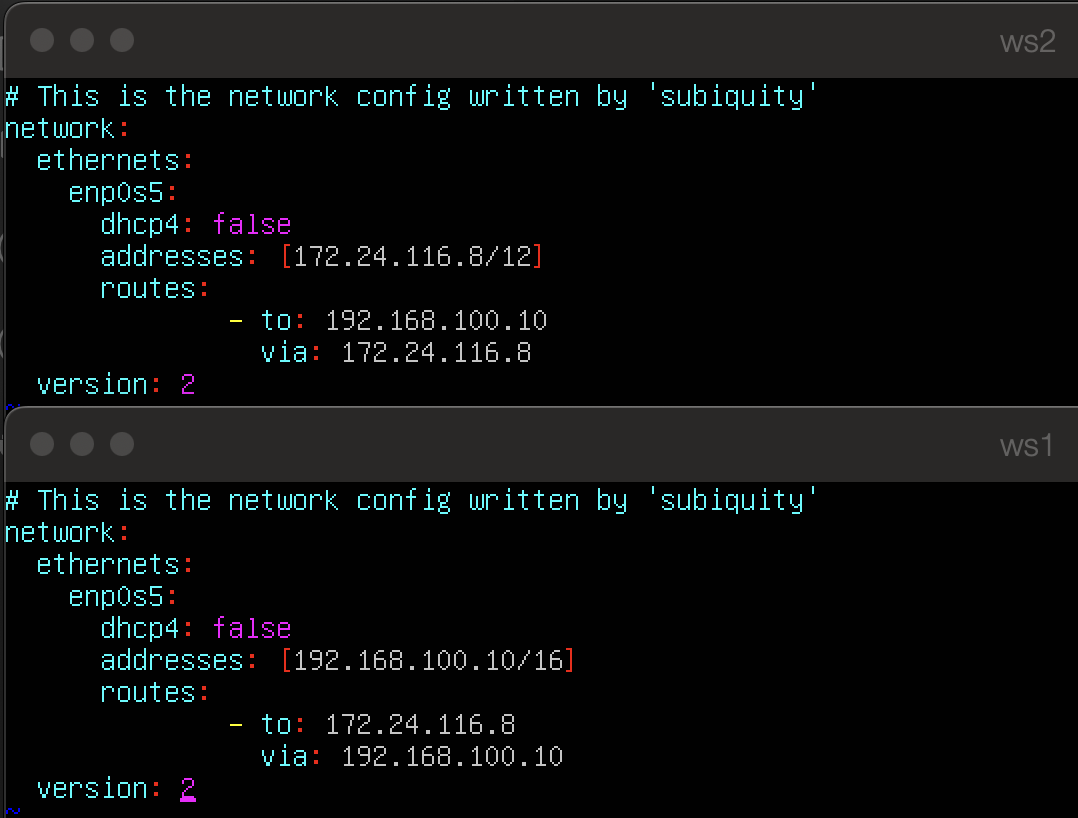 ws2
# This is the network config written by 'subiquity'
network:
  ethernets:
    enp0s5:
      dhcp4: false
      addresses: [172.24.116.8/12]
      routes:
              - to: 192.168.100.10
                via: 172.24.116.8
  version: 2
~
ws1
# This is the network config written by 'subiquity'
network:
  ethernets:
    enp0s5:
      dhcp4: false
      addresses: [192.168.100.10/16]
      routes:
              - to: 172.24.116.8
                via: 192.168.100.10
  version: 2
~